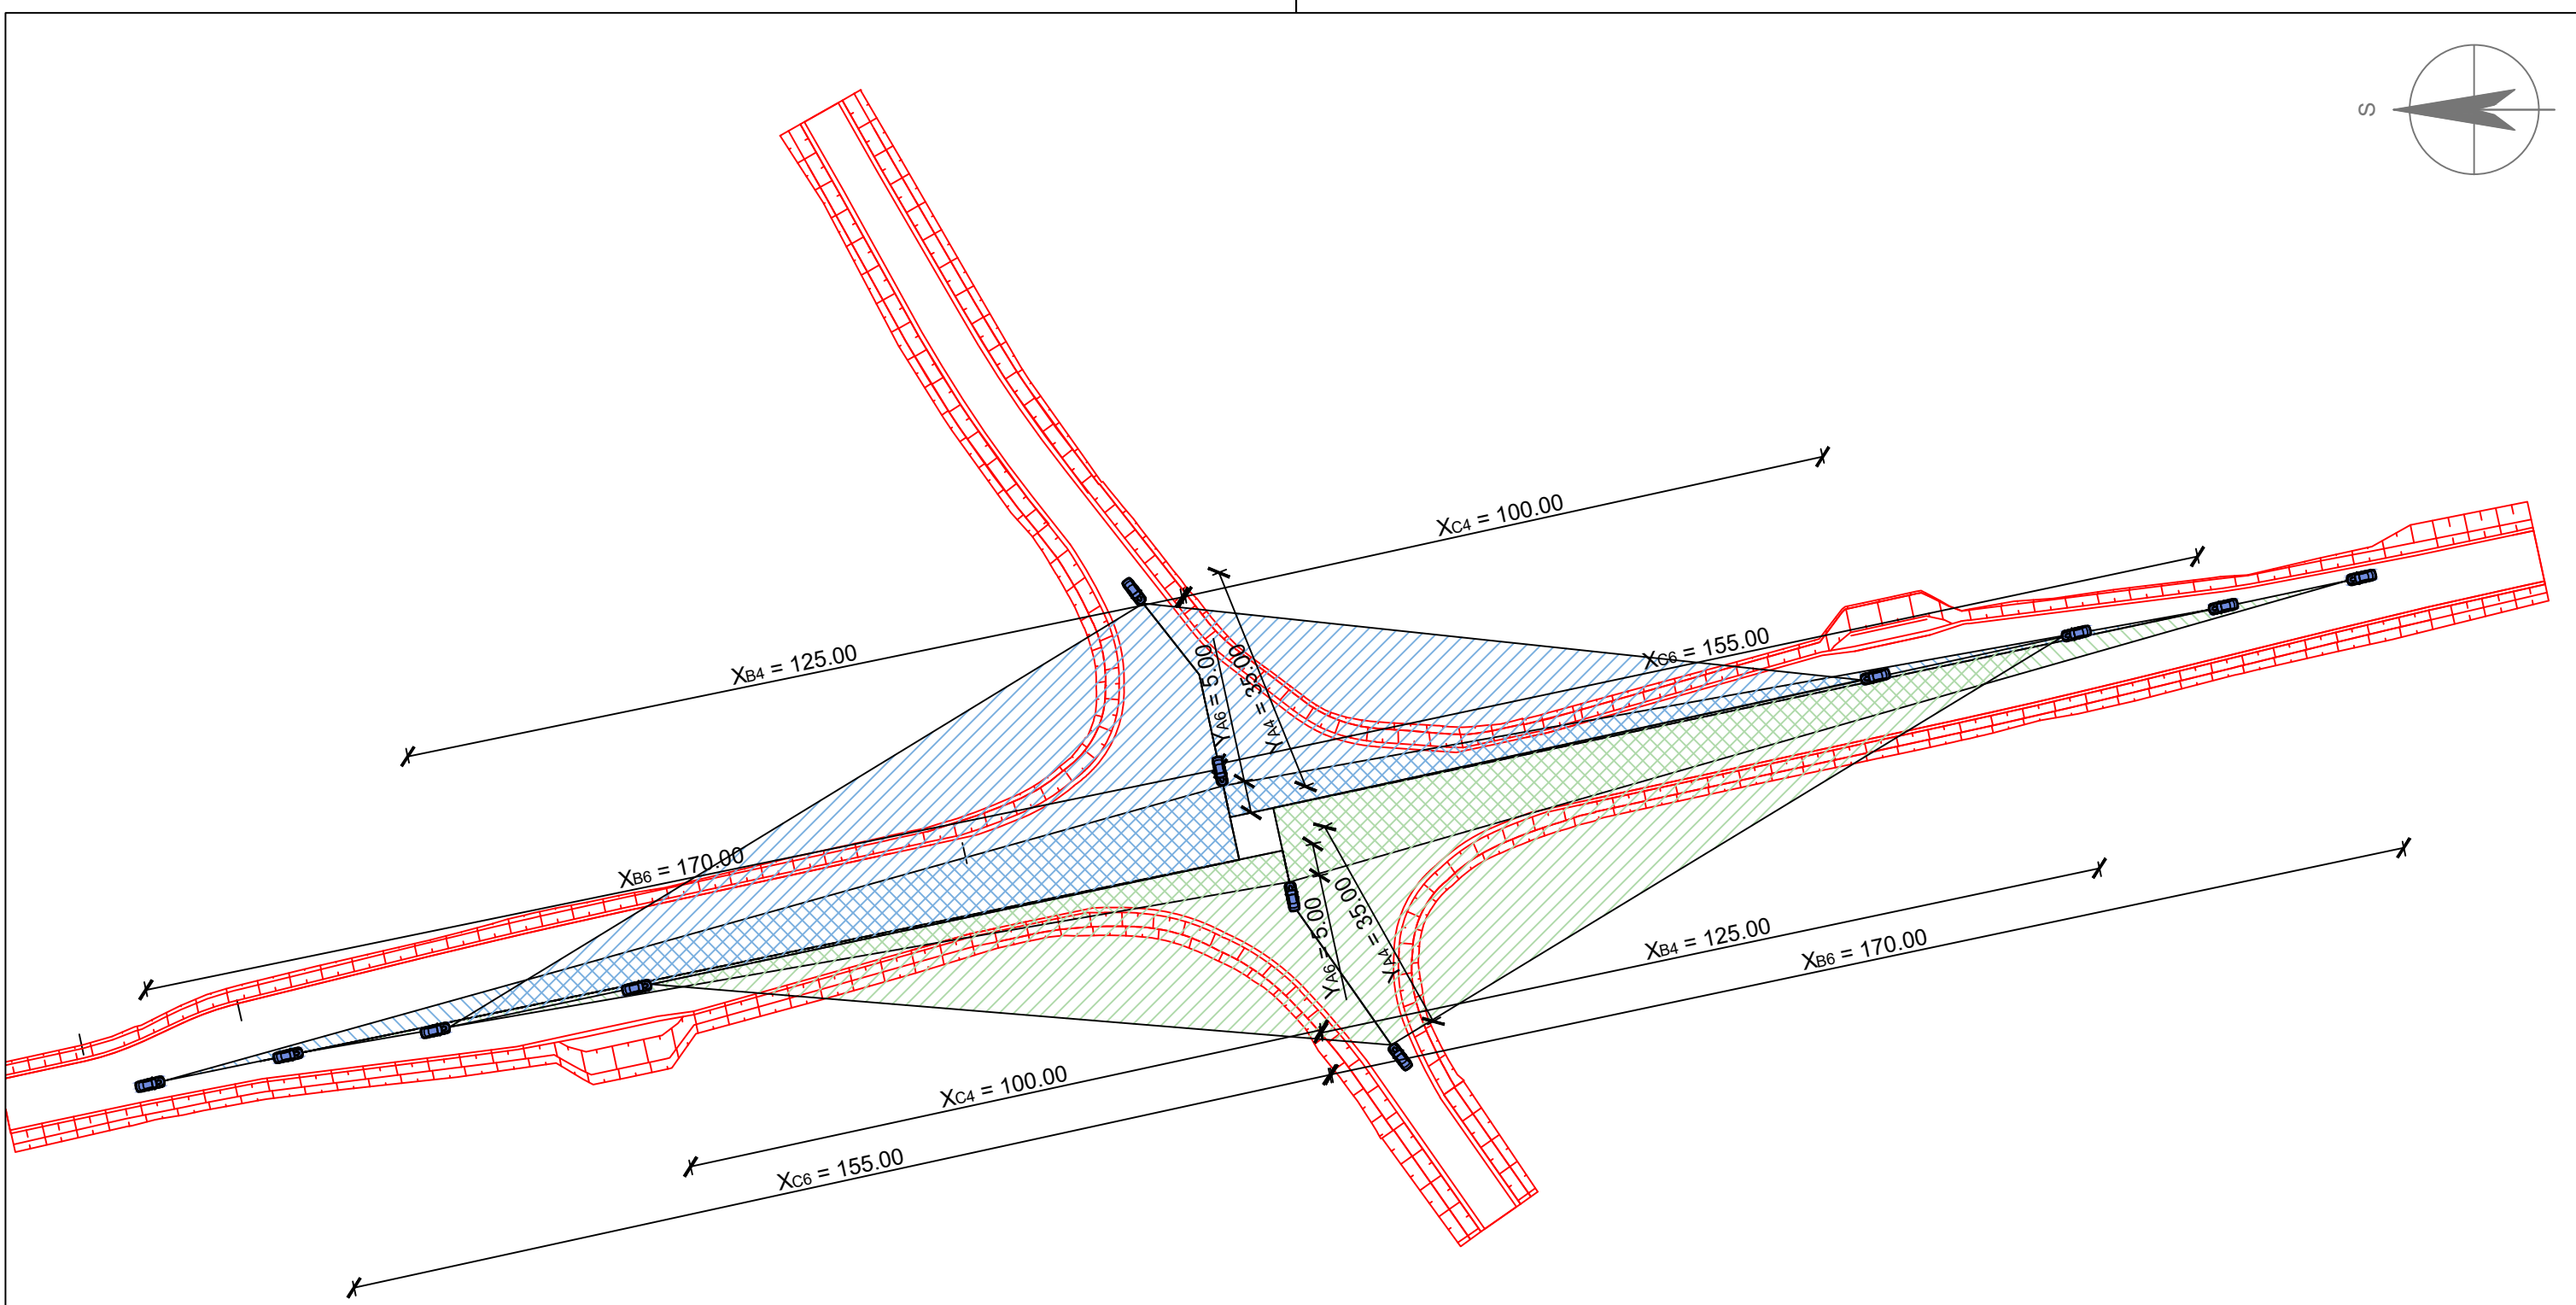 S
XC4 = 100.00
XB4 = 125.00
XC6 = 155.00
YA6 = 5.00
YA4 = 35.00
XB6 = 170.00
YA6 = 5.00
YA4 = 35.00
XB4 = 125.00
XB6 = 170.00
XC4 = 100.00
XC6 = 155.00